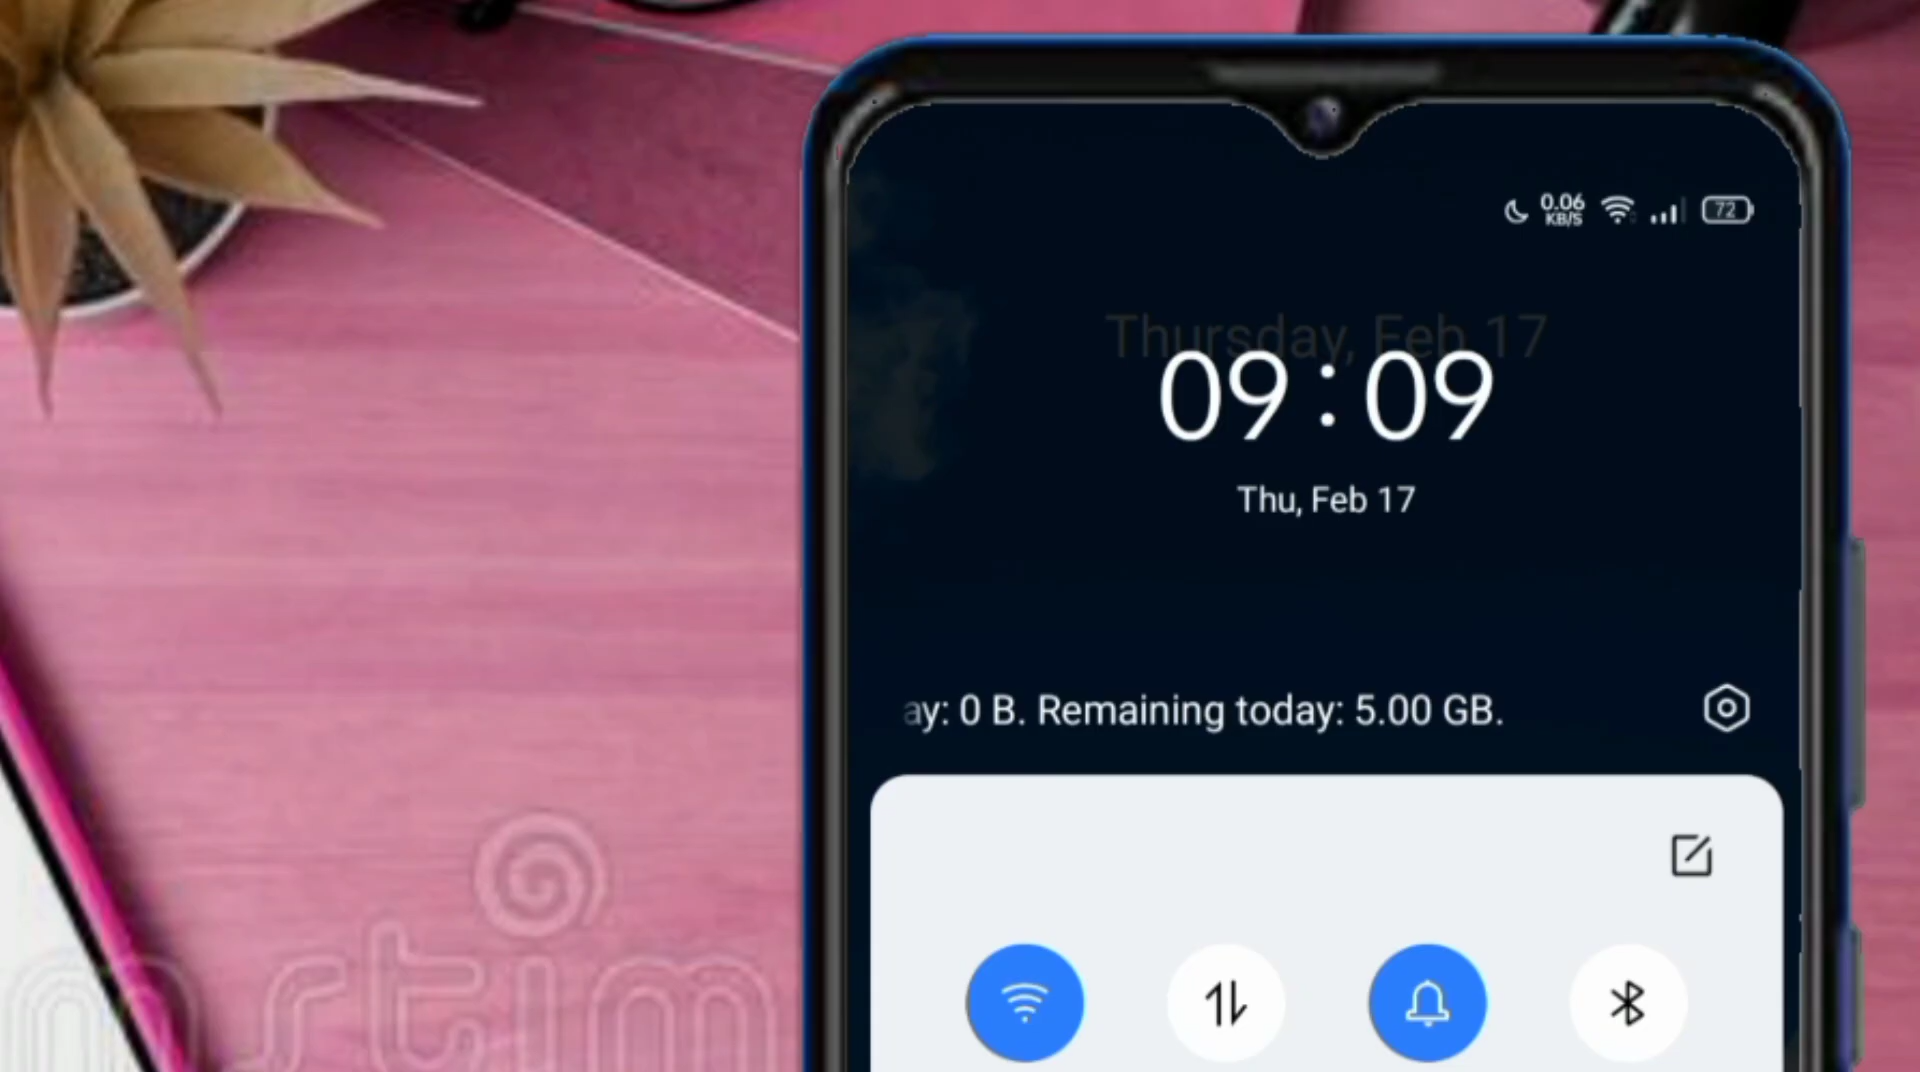 0.06
KB/S
72
Thursday, Feb 17
09:09
Thu, Feb 17
ay: 0 B. Remaining today: 5.00 GB.